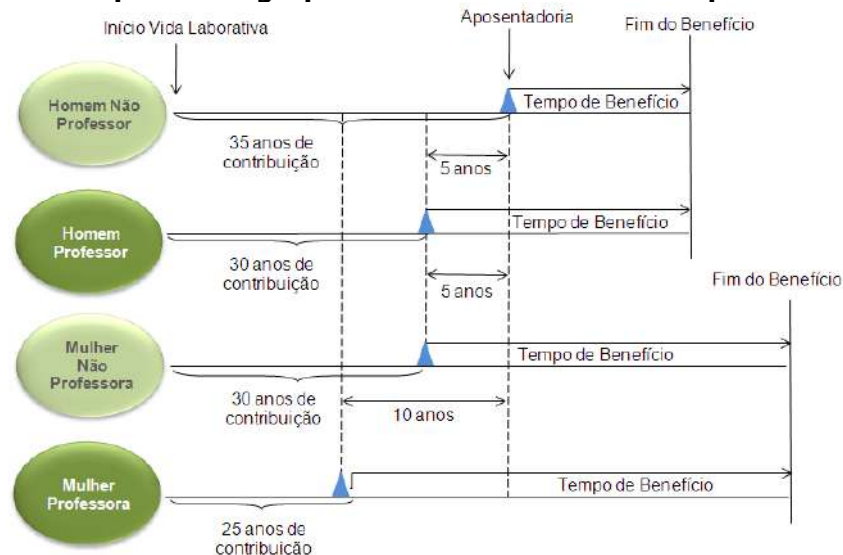 Início Vida Laborativa
Aposentadoria
Fim do Benefício
Homem Não
Professor
Tempo de Benefício
35 anos de
contribuição
5 anos
Homem
Professor
Tempo de Benefício
30 anos de
contribuição
5 anos
Fim do Benefício
Mulher
Não
Professora
Tempo de Benefício
30 anos de
contribuição
10 anos
Mulher
Professora
Tempo de Benefício
25 anos de
contribuição